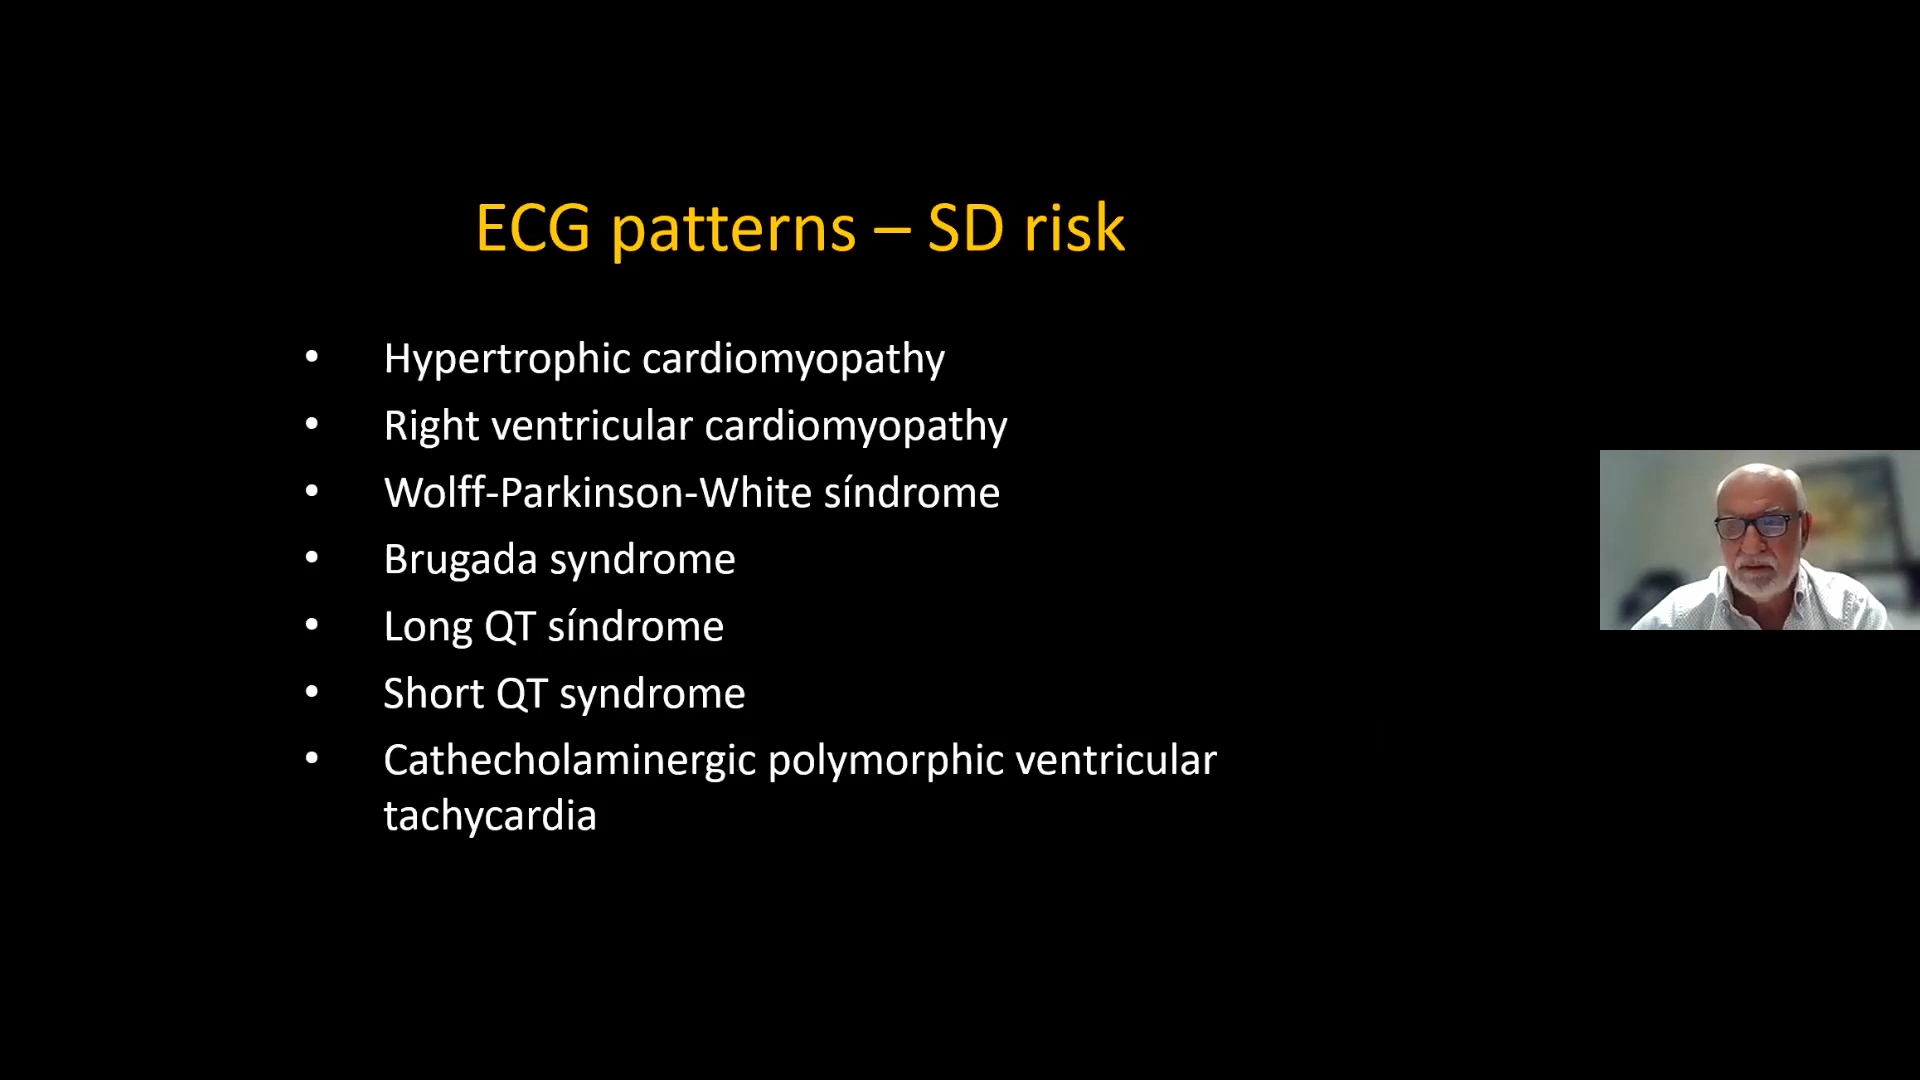 ECG patterns – SD risk
• Hypertrophic cardiomyopathy
• Right ventricular cardiomyopathy
• Wolff-Parkinson-White síndrome
• Brugada syndrome
• Long QT síndrome
• Short QT syndrome
• Cathecholaminergic polymorphic ventricular
tachycardia